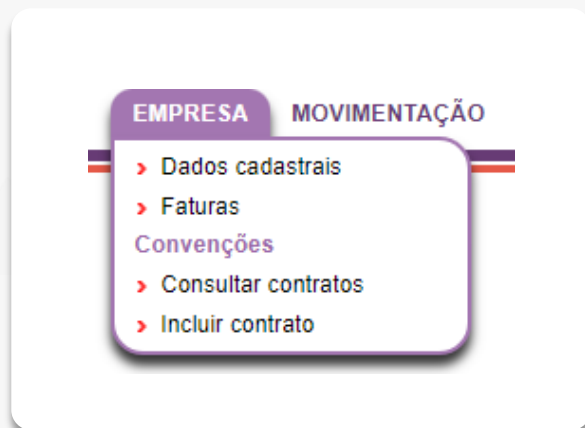 EMPRESA MOVIMENTAÇÃO
Dados cadastrais
Faturas
Convenções
Consultar contratos
Incluir contrato